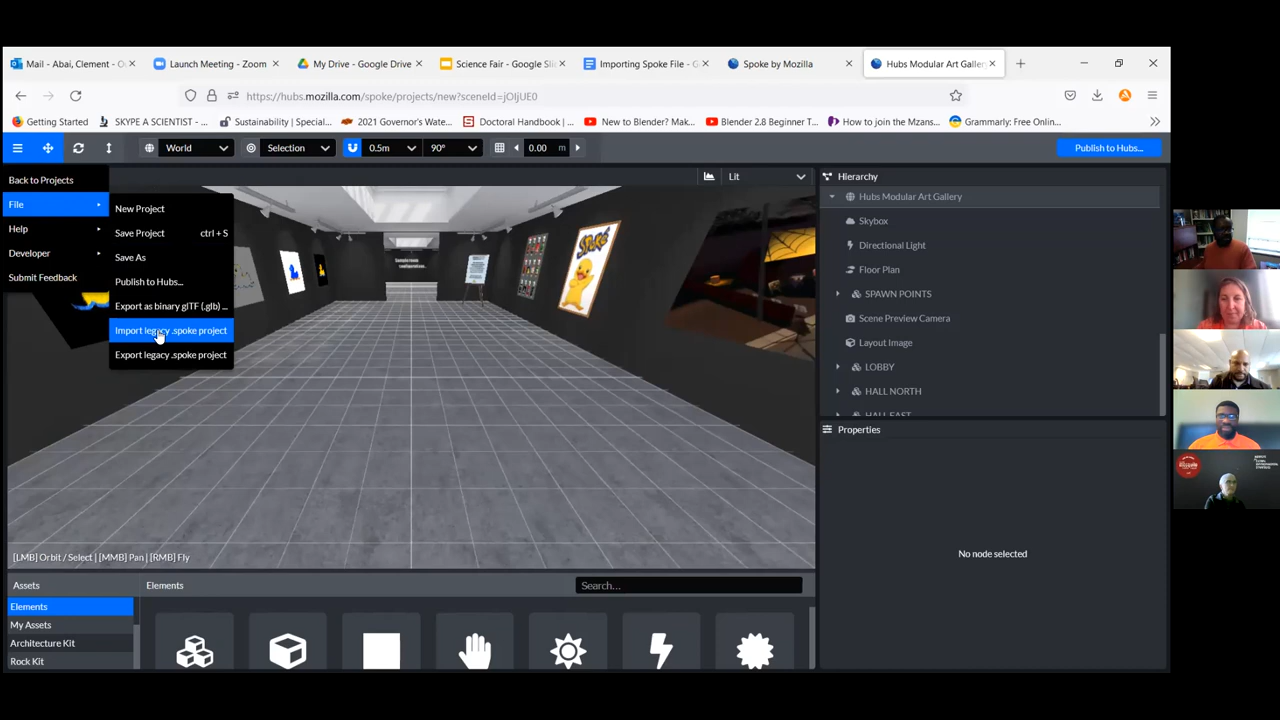 Mail - Abai, Clement - O
Launch Meeting - Zoom
My Drive - Google Drive
Science Fair - Google Slid
Importing Spoke File - G
Spoke by Mozilla
Hubs Modular Art Gallery
https://hubs.mozilla.com/spoke/projects/new?sceneId=jOIjUE0
Getting Started
SKYPE A SCIENTIST - ...
Sustainability | Special...
2021 Governor's Wate...
Doctoral Handbook | ...
New to Blender? Mak...
Blender 2.8 Beginner T...
How to join the Mzans...
Grammarly: Free Onlin...
World
Selection
0.5m
90°
0.00 m
Publish to Hubs...
Back to Projects
File
Help
Developer
Submit Feedback
New Project
Save Project ctrl + S
Save As
Publish to Hubs...
Export as binary glTF (.glb) ...
Import legacy .spoke project
Export legacy .spoke project
Lit
Spoke
[LMB] Orbit / Select | [MMB] Pan | [RMB] Fly
Hierarchy
Hubs Modular Art Gallery
Skybox
Directional Light
Floor Plan
SPAWN POINTS
Scene Preview Camera
Layout Image
LOBBY
HALL NORTH
HALL EAST
Properties
No node selected
Assets
Elements
My Assets
Architecture Kit
Rock Kit
Elements
Search...